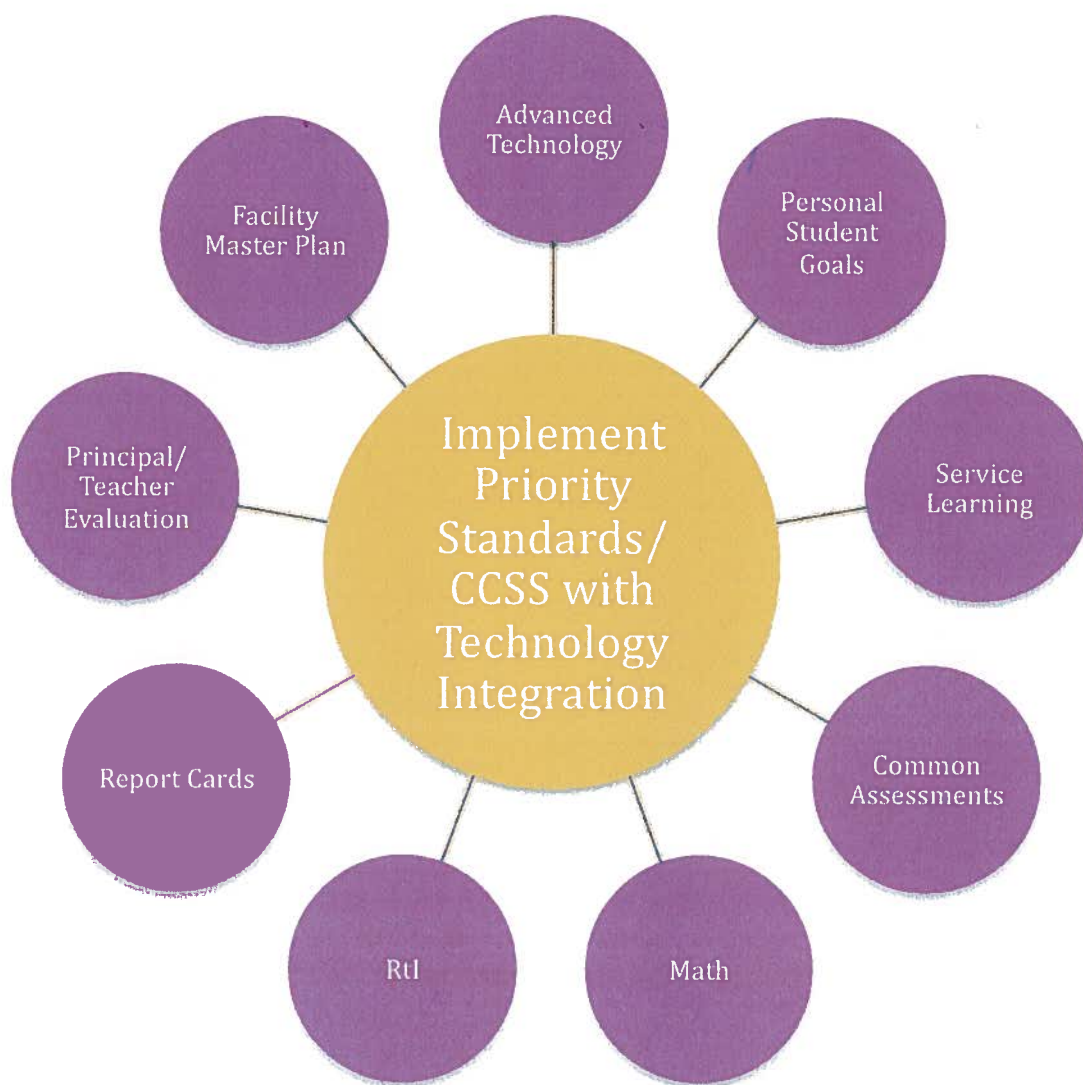 Advanced
Technology
Personal
Student
Goals
Service
Learning
Common
Assessments
Math
RtI
Report Cards
Principal/
Teacher
Evaluation
Facility
Master Plan
Implement
Priority
Standards/
CCSS with
Technology
Integration